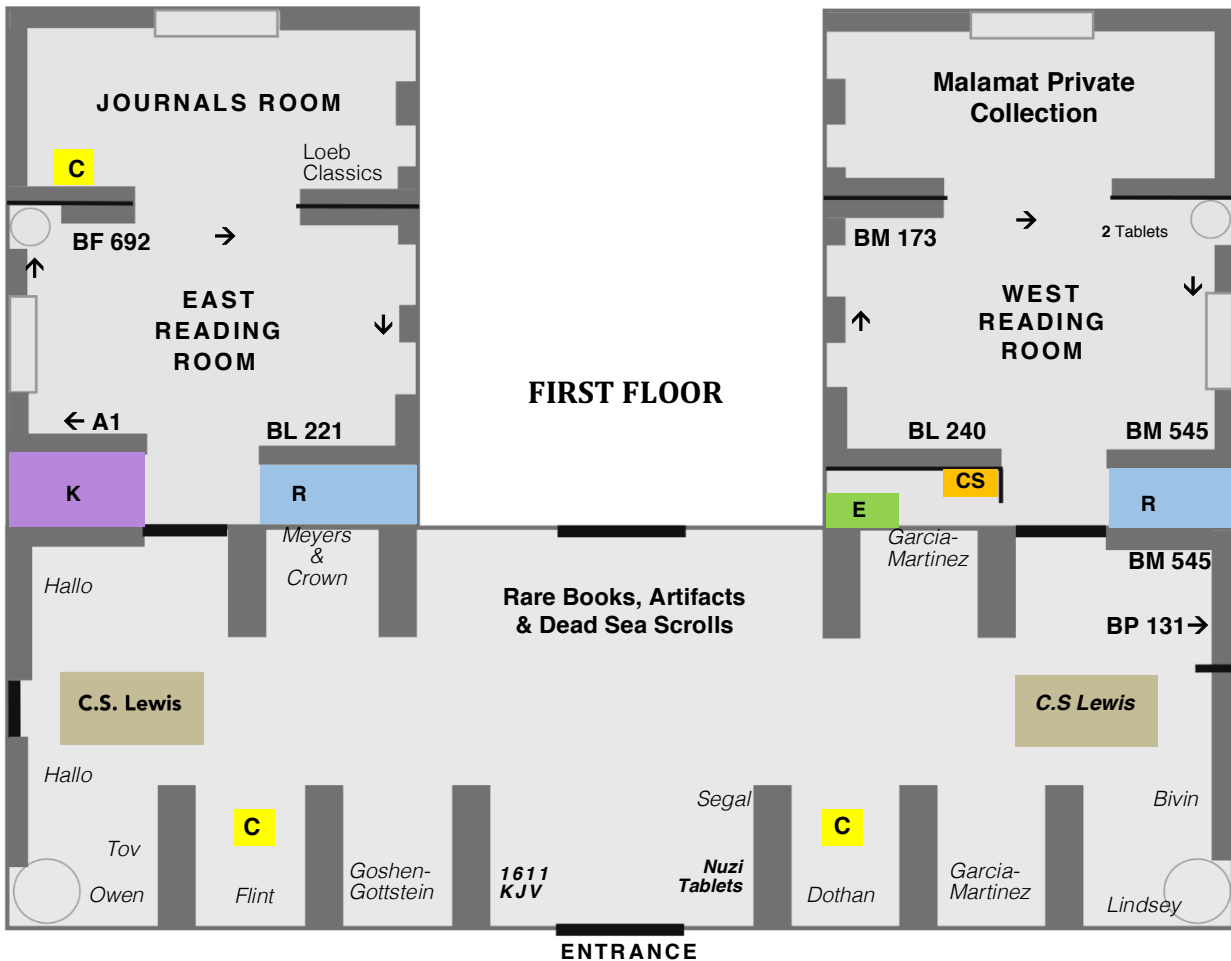 JOURNALS ROOM
C
Loeb
Classics
BF 692
→
↑
EAST
READING
ROOM
↓
← A1
BL 221
K
R
Malamat Private
Collection
BM 173
→
2 Tablets
↓
WEST
READING
ROOM
↑
BL 240
BM 545
CS
E
R
FIRST FLOOR
Meyers
&
Crown
Garcia-
Martinez
BM 545
Hallo
Rare Books, Artifacts
& Dead Sea Scrolls
BP 131→
C.S. Lewis
C.S Lewis
Hallo
Segal
Bivin
C
C
Tov
Owen
Flint
Goshen-
Gottstein
1611
KJV
Nuzi
Tablets
Dothan
Garcia-
Martinez
Lindsey
ENTRANCE